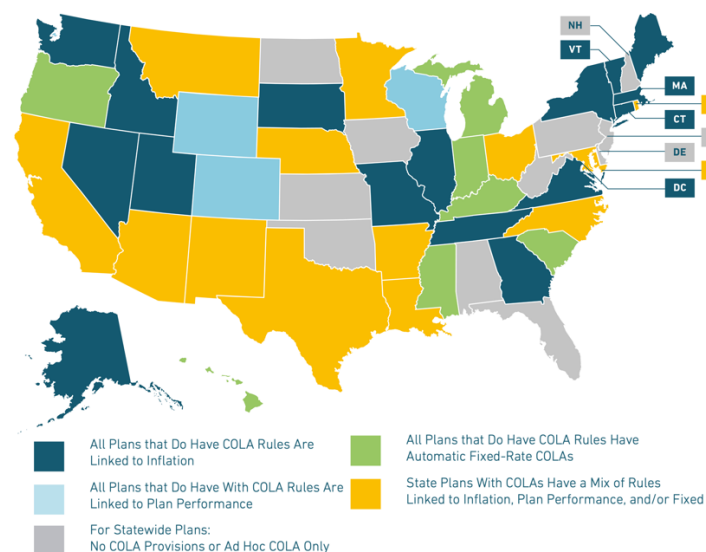 NH
VT
MA
CT
DE
DC
All Plans that Do Have COLA Rules Are
Linked to Inflation
All Plans that Do Have With COLA Rules Are
Linked to Plan Performance
For Statewide Plans:
No COLA Provisions or Ad Hoc COLA Only
All Plans that Do Have COLA Rules Have
Automatic Fixed-Rate COLAs
State Plans With COLAs Have a Mix of Rules
Linked to Inflation, Plan Performance, and/or Fixed